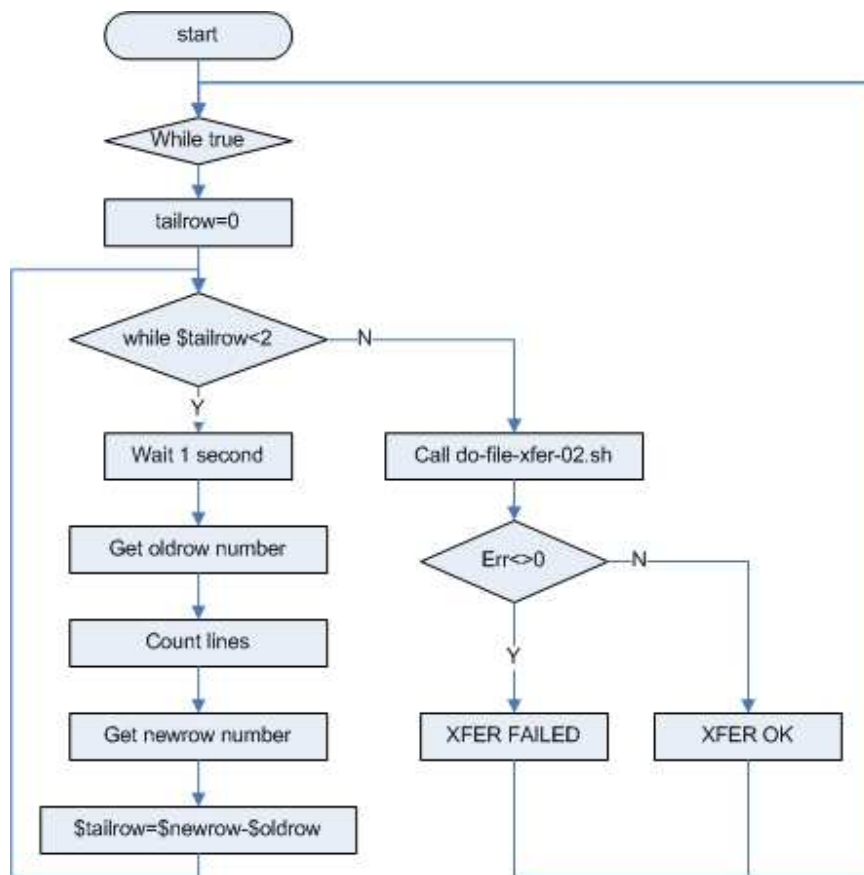 start
While true
tailrow=0
while $tailrow<2
N
Y
Wait 1 second
Call do-file-xfer-02.sh
Get oldrow number
Err<>0
N
Count lines
Y
Get newrow number
XFER FAILED
XFER OK
$tailrow=$newrow-$oldrow